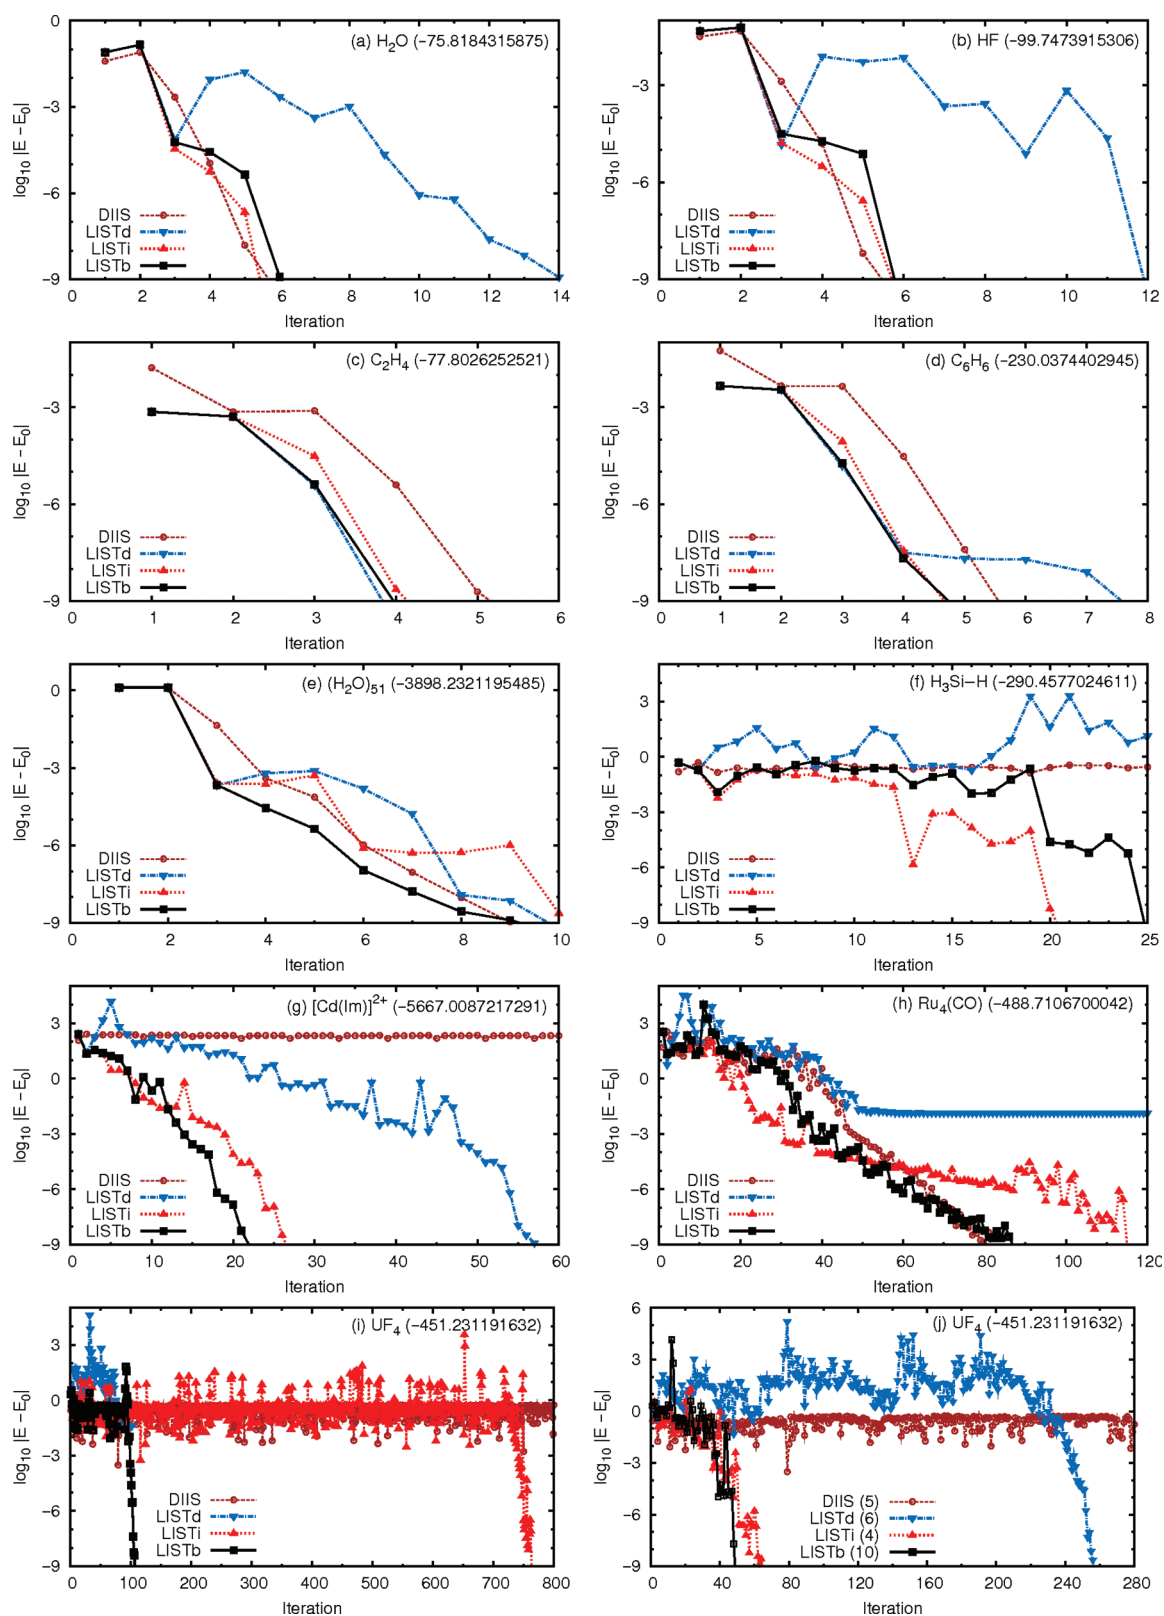 (a) H₂O (−75.8184315875)
log₁₀ |E − E₀|
0
−3
−6
−9
DIIS
LISTd
LISTi
LISTb
0 2 4 6 8 10 12 14
Iteration
(b) HF (−99.7473915306)
log₁₀ |E − E₀|
0
−3
−6
−9
DIIS
LISTd
LISTi
LISTb
0 2 4 6 8 10 12
Iteration
(c) C₂H₄ (−77.8026252521)
log₁₀ |E − E₀|
−3
−6
−9
DIIS
LISTd
LISTi
LISTb
0 1 2 3 4 5 6
Iteration
(d) C₆H₆ (−230.0374402945)
log₁₀ |E − E₀|
−3
−6
−9
DIIS
LISTd
LISTi
LISTb
0 1 2 3 4 5 6 7 8
Iteration
(e) (H₂O)₅₁ (−3898.2321195485)
log₁₀ |E − E₀|
0
−3
−6
−9
DIIS
LISTd
LISTi
LISTb
0 2 4 6 8 10
Iteration
(f) H₃Si−H (−290.4577024611)
log₁₀ |E − E₀|
3
0
−3
−6
−9
DIIS
LISTd
LISTi
LISTb
5 10 15 20 25
Iteration
(g) [Cd(Im)]²⁺ (−5667.0087217291)
log₁₀ |E − E₀|
3
0
−3
−6
−9
DIIS
LISTd
LISTi
LISTb
0 10 20 30 40 50 60
Iteration
(h) Ru₄(CO) (−488.7106700042)
log₁₀ |E − E₀|
3
0
−3
−6
−9
DIIS
LISTd
LISTi
LISTb
0 20 40 60 80 100 120
Iteration
(i) UF₄ (−451.231191632)
log₁₀ |E − E₀|
3
0
−3
−6
−9
DIIS
LISTd
LISTi
LISTb
0 100 200 300 400 500 600 700 800
Iteration
(j) UF₄ (−451.231191632)
log₁₀ |E − E₀|
6
3
0
−3
−6
−9
DIIS (5)
LISTd (6)
LISTi (4)
LISTb (10)
0 40 80 120 160 200 240 280
Iteration